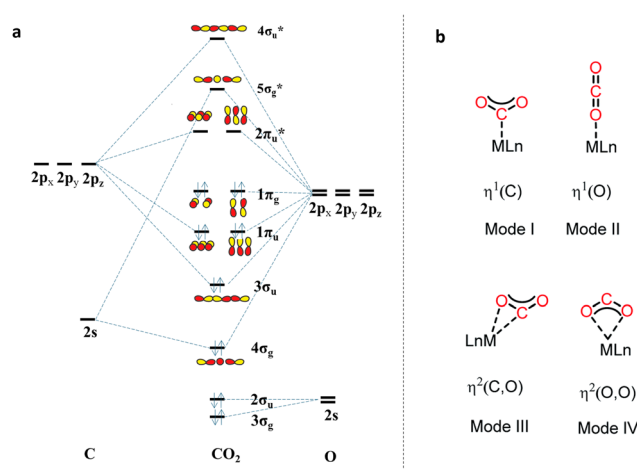 a
4σu*
5σg*
2πu*
2px 2py 2pz
1πg
2px 2py 2pz
1πu
3σu
2s
4σg
2σu
2s
3σg
C CO2 O
b
O O
C
MLn
η1(C)
Mode I
O
C
O
MLn
η1(O)
Mode II
O O
C
LnM
η2(C,O)
Mode III
C
O O
MLn
η2(O,O)
Mode IV